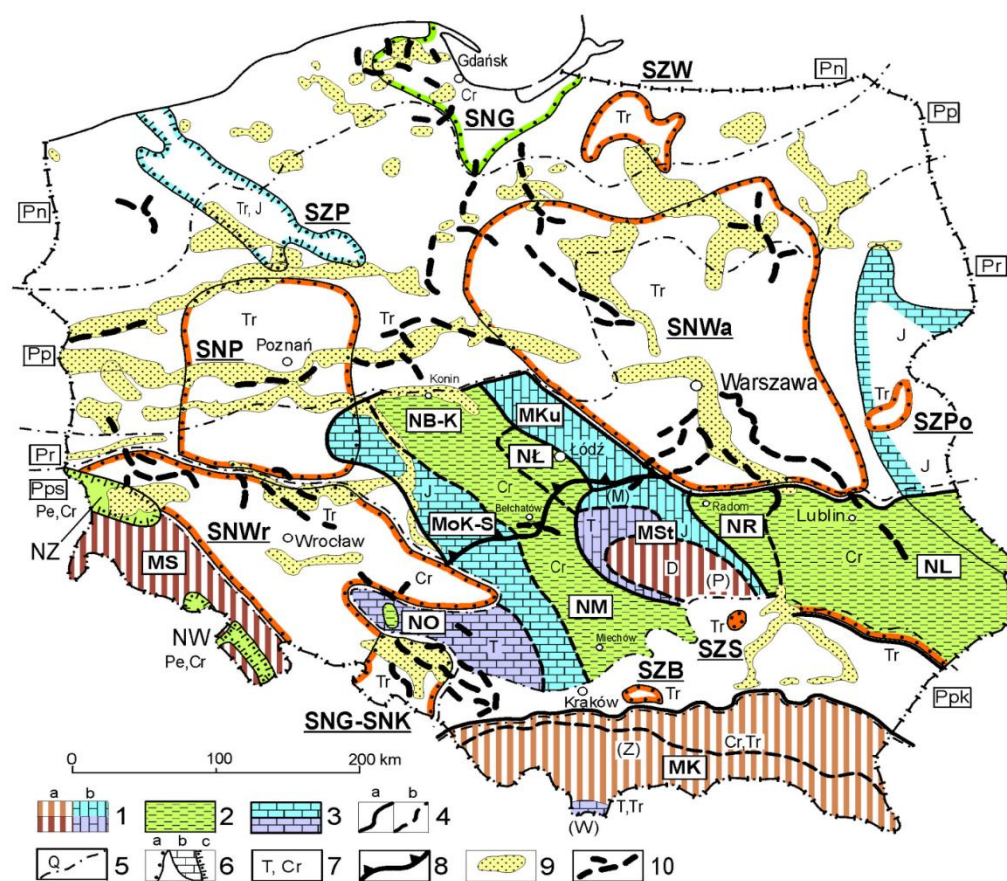 Gdańsk
Cr
SNG
SZW
Pn
Tr
Pp
Pn
Tr, J
SZP
Pr
Tr
SNWa
J
Tr
Tr
SNP
Poznań
Pp
Konin
Warszawa
Tr
SZPo
NB-K
MKu
J
Pr
NŁ
Łódź
Pps
Pe,Cr
J
Cr
(M)
Radom
Lublin
Tr
Bełchatów
T
NR
SNWr
MoK-S
MSt
Cr
NZ
Wrocław
D
NL
MS
Cr
(P)
Cr
NO
NM
Tr
NW
T
Miechów
SZS
Tr
Pe,Cr
SZB
Tr
Kraków
Tr
Ppk
SNG-SNK
(Z)
Cr,Tr
MK
0 100 200 km
T,Tr
(W)
a b
1 2 3
a b
4
Q
5
a b c
6
T, Cr
7 8 9 10